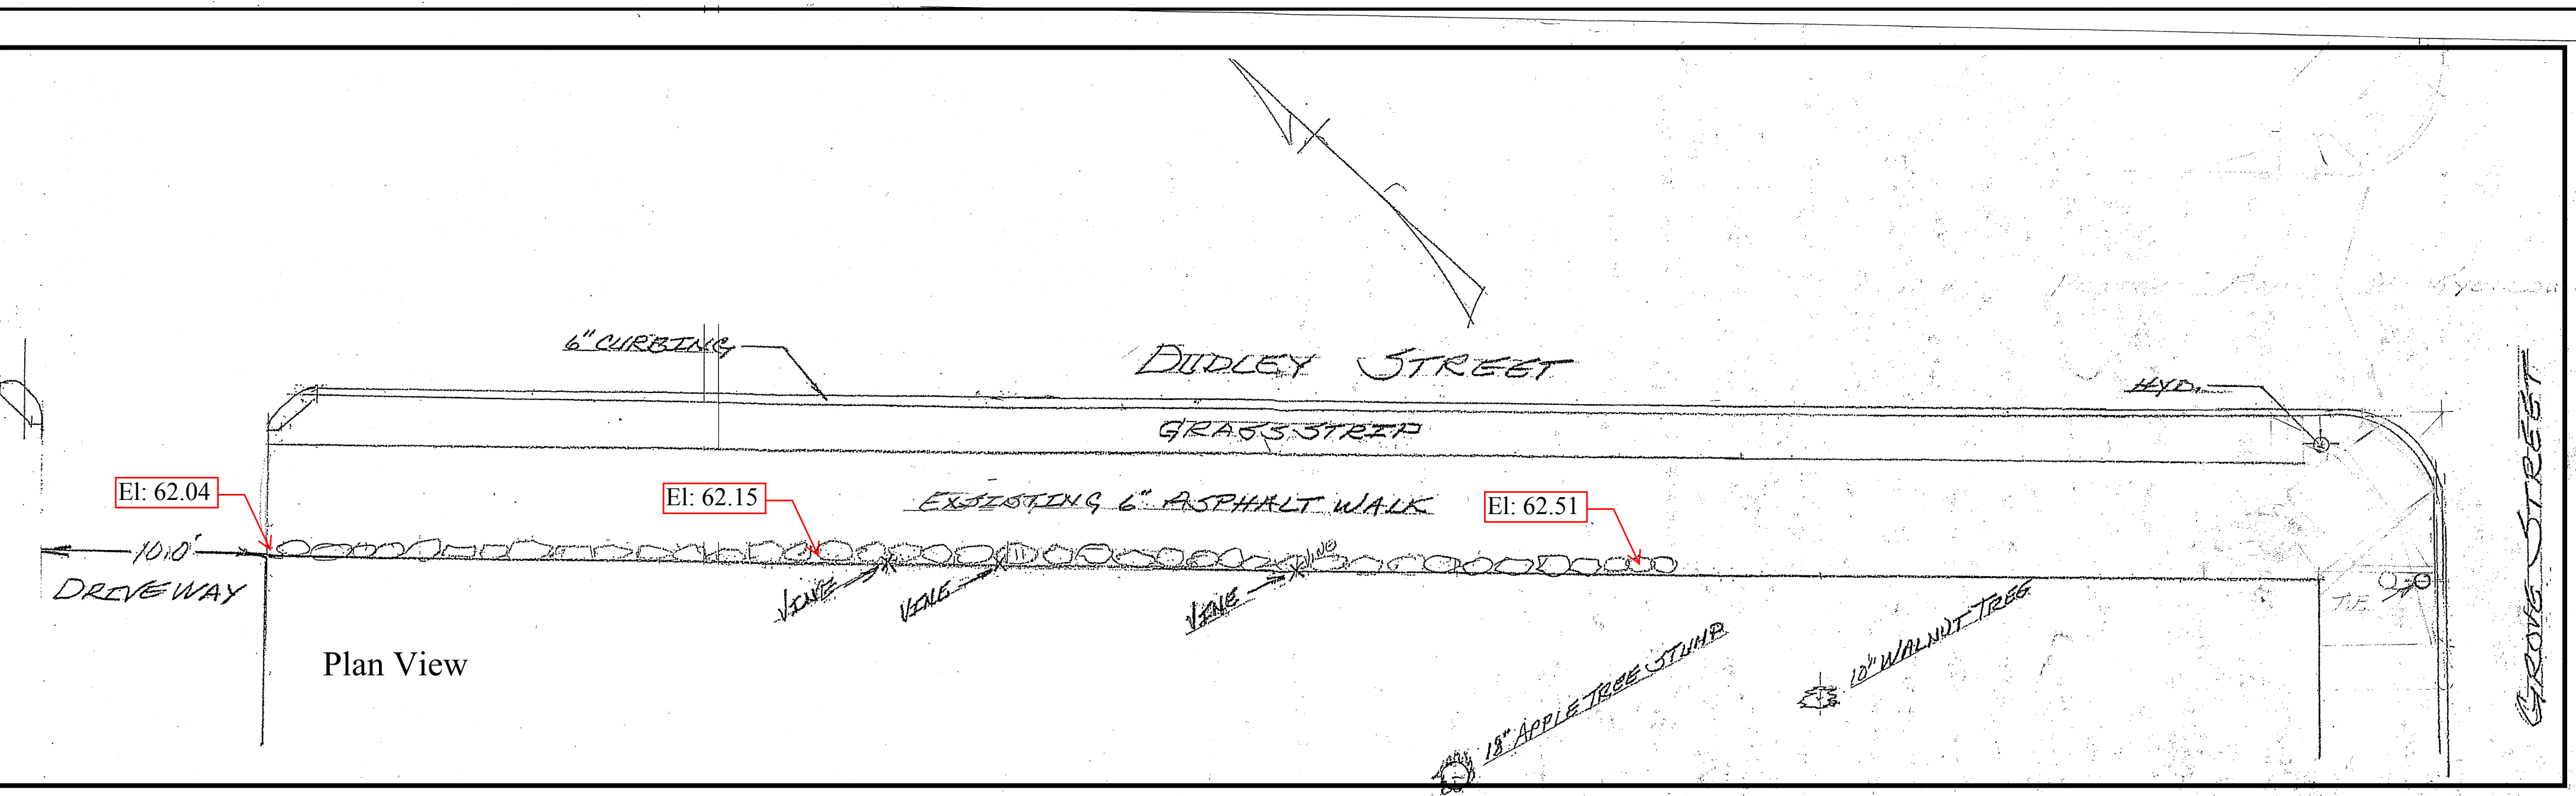 6" CURBING
DUDLEY STREET
HYD.
GRASS STRIP
GROVE STREET
El: 62.04
El: 62.15
EXSISTING 6" ASPHALT WALK
El: 62.51
10.0'
DRIVEWAY
VINE
VINE
VINE
VINE
10" WALNUT TREE
18" APPLE TREE STUMP
Plan View